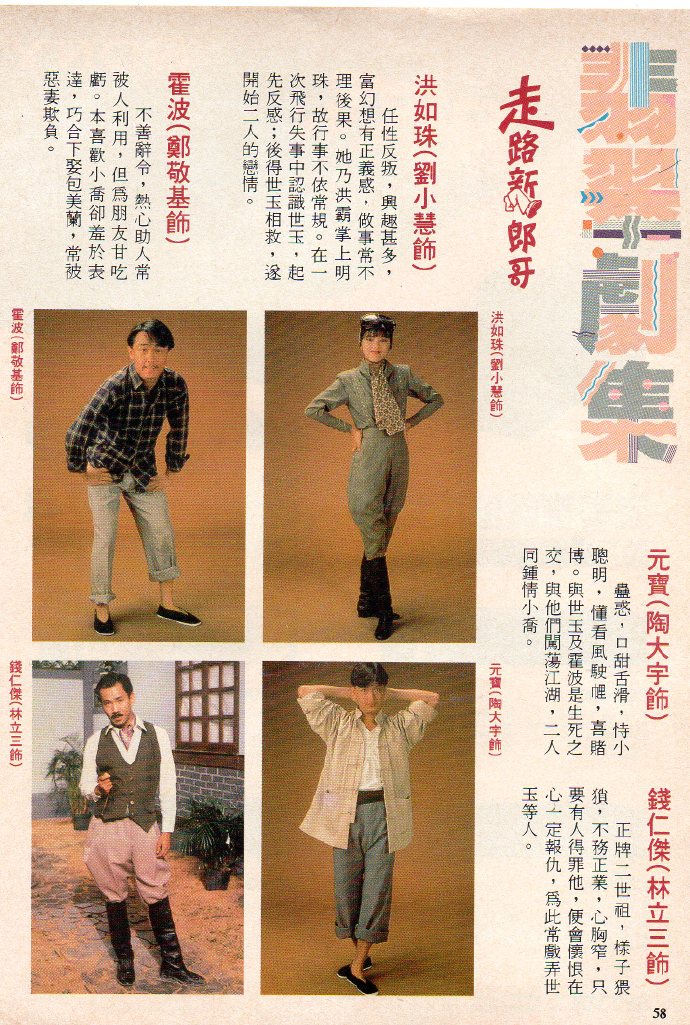 翡翠劇集
走路新郎哥
洪如珠(劉小慧飾)
任性反叛，興趣甚多，
富幻想有正義感，做事常不
理後果。她乃洪霸掌上明
珠，故行事不依常規。在一
次飛行失事中認識世玉，起
先反感；後得世玉相救，遂
開始二人的戀情。
霍波(鄭敬基飾)
不善辭令，熱心助人常
被人利用，但爲朋友甘吃
虧。本喜歡小喬卻羞於表
達，巧合下娶包美蘭，常被
惡妻欺負。
洪如珠(劉小慧飾)
霍波(鄭敬基飾)
元寶(陶大宇飾)
蠱惑，口甜舌滑，恃小
聰明，懂看風駛𢃇，喜賭
博。與世玉及霍波是生死之
交，與他們闖蕩江湖，二人
同鍾情小喬。
錢仁傑(林立三飾)
正牌二世祖，樣子猥
瑣，不務正業，心胸窄，只
要有人得罪他，便會懷恨在
心一定報仇，爲此常戲弄世
玉等人。
元寶(陶大宇飾)
錢仁傑(林立三飾)
58